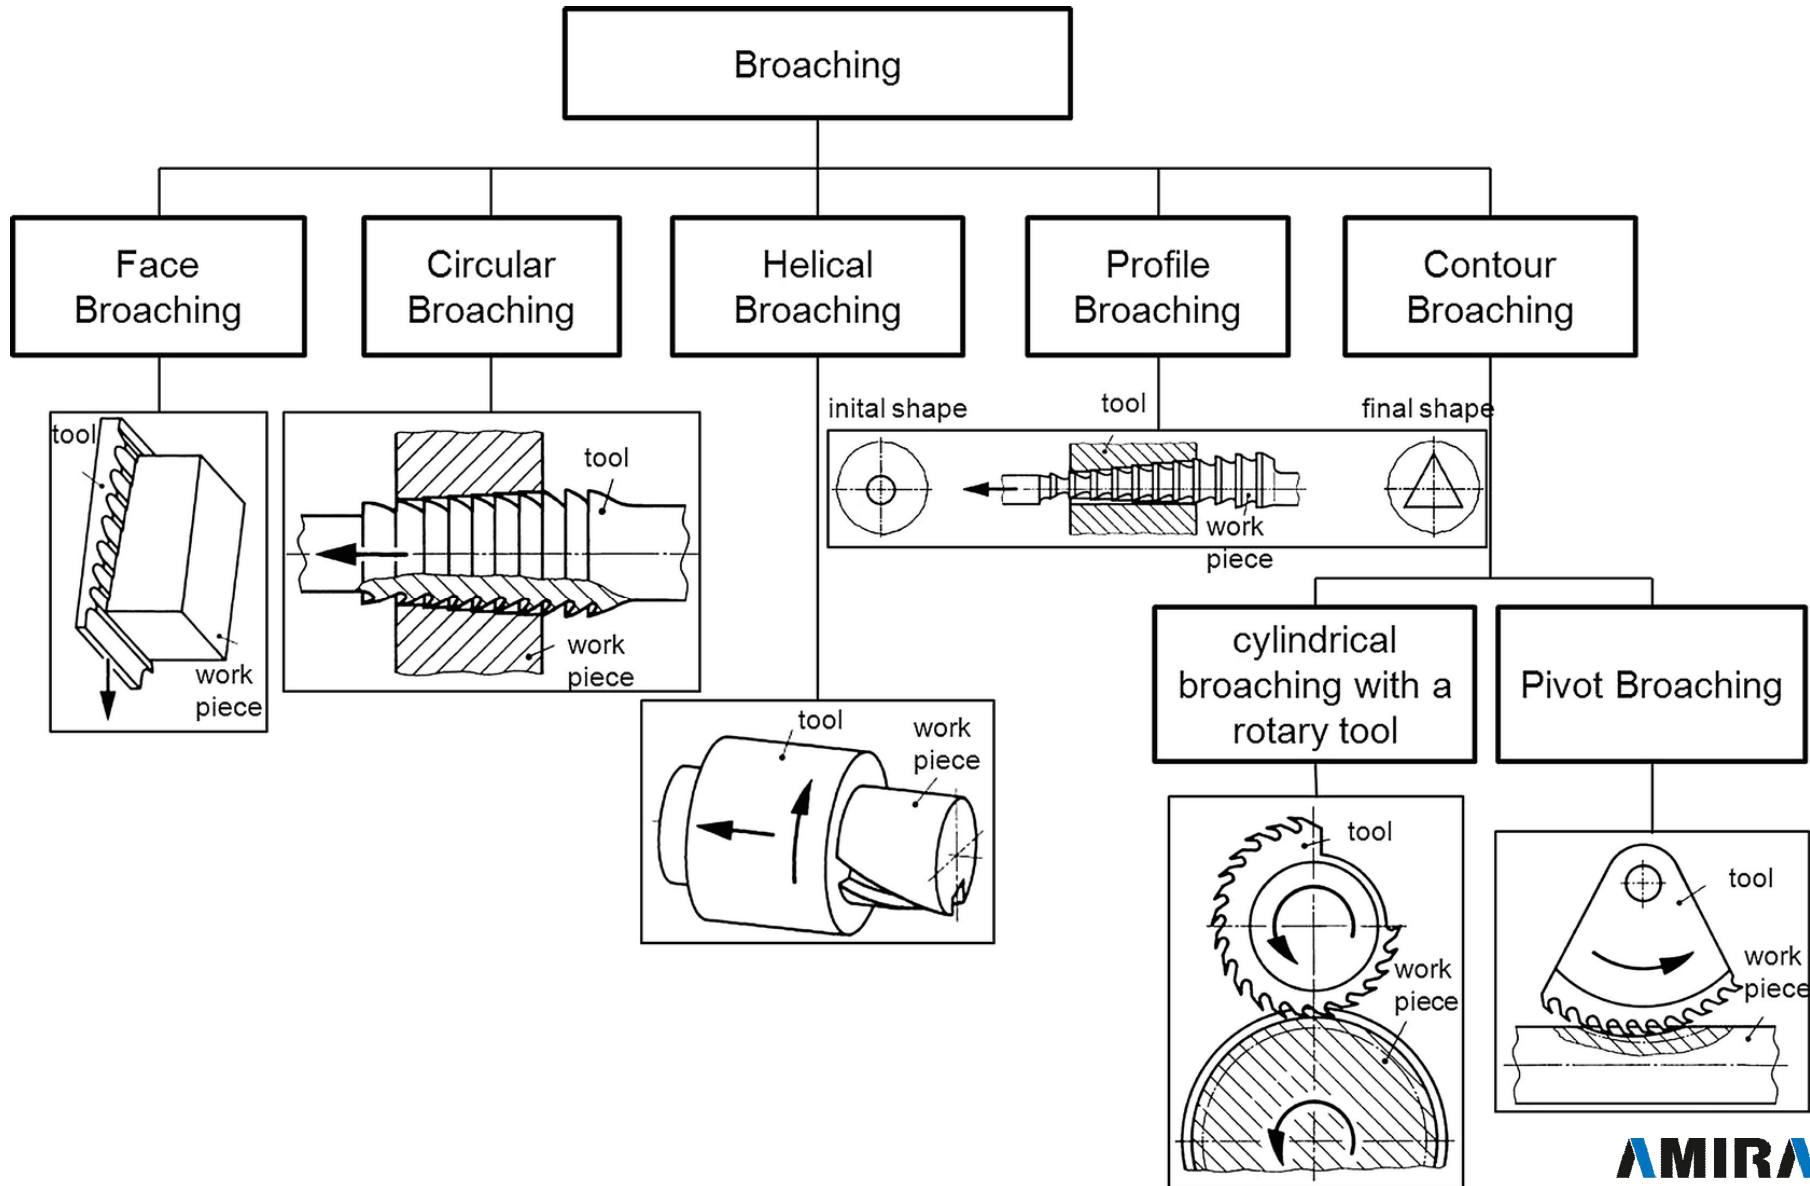 Broaching
Face
Broaching
Circular
Broaching
Helical
Broaching
Profile
Broaching
Contour
Broaching
tool
work
piece
tool
work
piece
tool
work
piece
inital shape
tool
final shape
work
piece
cylindrical
broaching with a
rotary tool
Pivot Broaching
tool
work
piece
tool
work
piece
AMIRA